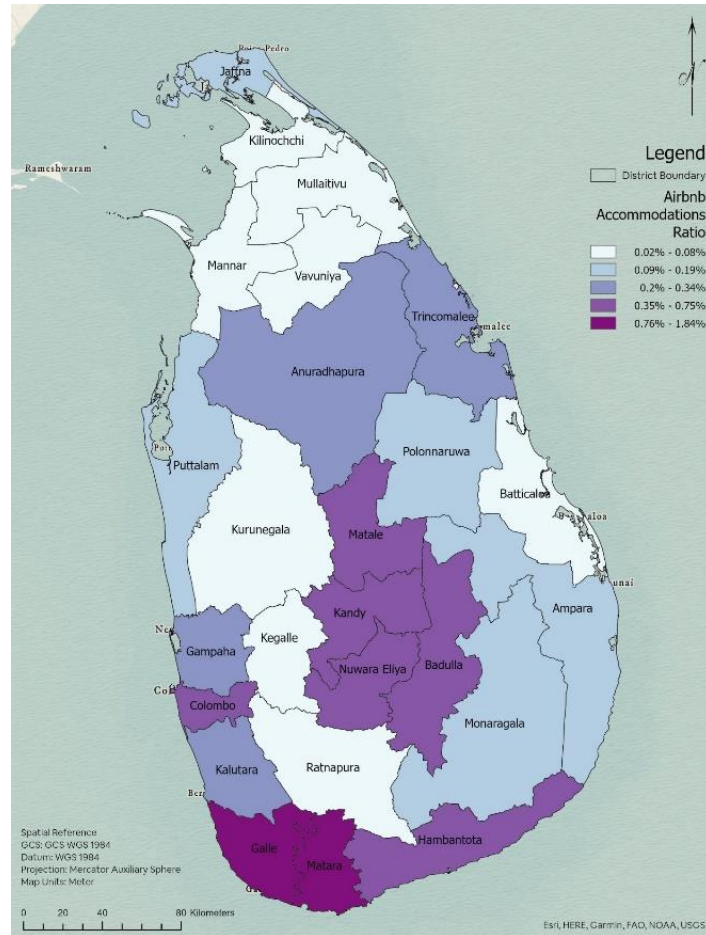 Pedro
Jaffna
Kilinochchi
Rameshwaram
Mullaitivu
Mannar
Vavuniya
Trincomalee
malee
Anuradhapura
Polonnaruwa
Puttalam
Batticaloa
Kurunegala
Matale
aloa
unai
Ampara
Kandy
Kegalle
Gampaha
Nuwara Eliya
Badulla
Colombo
Monaragala
Kalutara
Ratnapura
Hambantota
Galle
Matara
N
Legend
District Boundary
Airbnb
Accommodations
Ratio
0.02% - 0.08%
0.09% - 0.19%
0.2% - 0.34%
0.35% - 0.75%
0.76% - 1.84%
Spatial Reference
GCS: GCS WGS 1984
Datum: WGS 1984
Projection: Mercator Auxiliary Sphere
Map Units: Meter
0 20 40 80 Kilometers
Esri, HERE, Garmin, FAO, NOAA, USGS